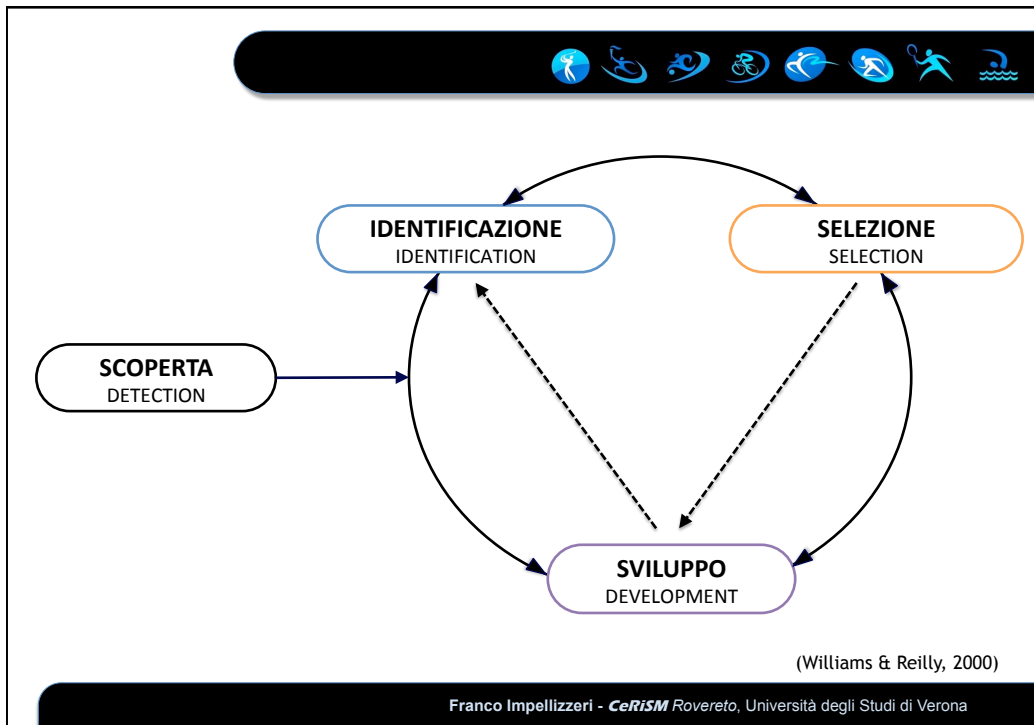 IDENTIFICAZIONE
IDENTIFICATION
SELEZIONE
SELECTION
SCOPERTA
DETECTION
SVILUPPO
DEVELOPMENT
(Williams & Reilly, 2000)
Franco Impellizzeri - CeRiSM Rovereto, Università degli Studi di Verona